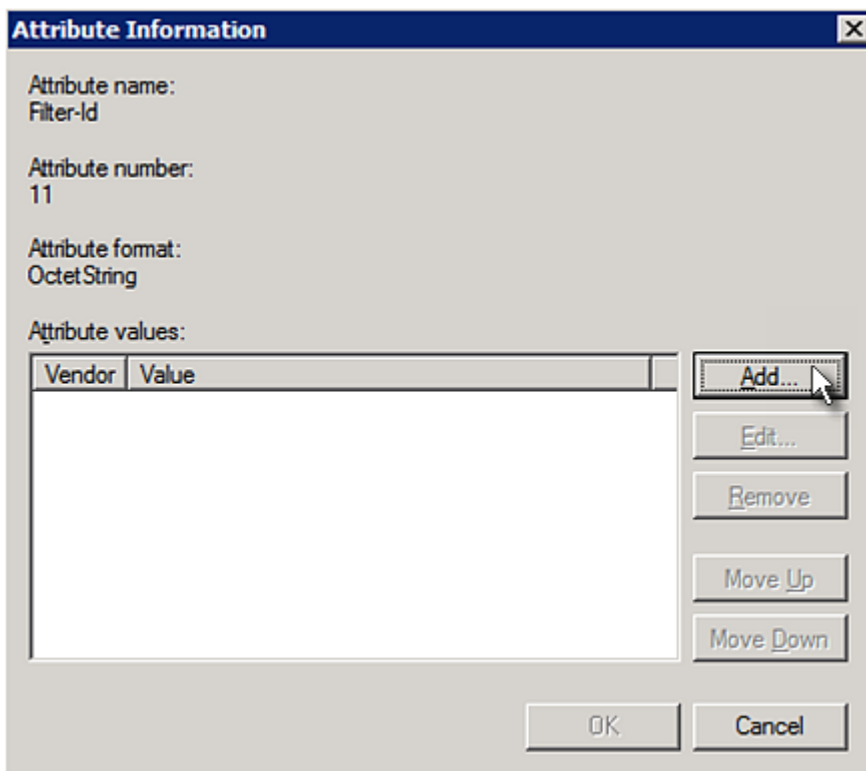 Attribute Information
Attribute name:
Filter-Id
Attribute number:
11
Attribute format:
OctetString
Attribute values:
Vendor Value
Add...
Edit...
Remove
Move Up
Move Down
OK Cancel